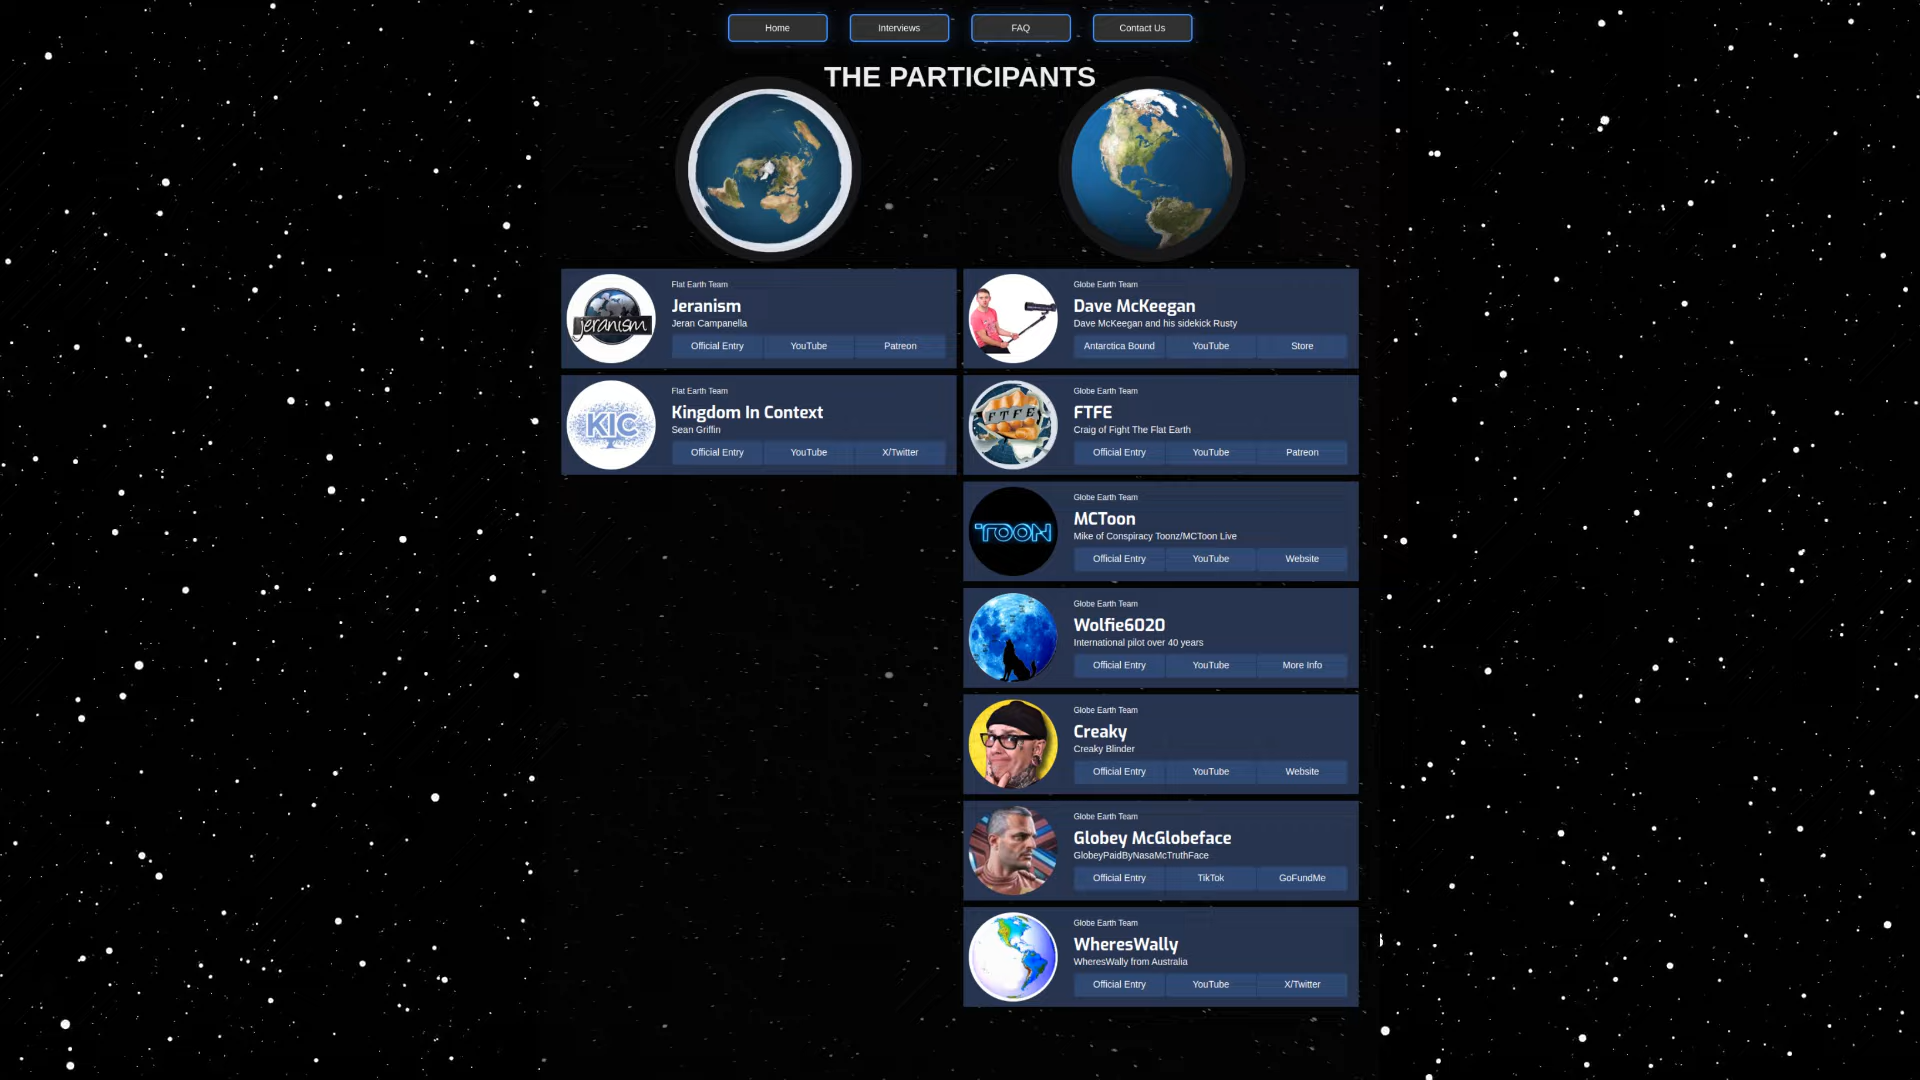 Home
Interviews
FAQ
Contact Us
THE PARTICIPANTS
Flat Earth Team
jeranism
Jeranism
Jeran Campanella
Official Entry
YouTube
Patreon
Flat Earth Team
KIC
Kingdom In Context
Sean Griffin
Official Entry
YouTube
X/Twitter
Globe Earth Team
Dave McKeegan
Dave McKeegan and his sidekick Rusty
Antarctica Bound
YouTube
Store
Globe Earth Team
FTFE
FTFE
Craig of Fight The Flat Earth
Official Entry
YouTube
Patreon
Globe Earth Team
TOON
MCToon
Mike of Conspiracy Toonz/MCToon Live
Official Entry
YouTube
Website
Globe Earth Team
Wolfie6020
International pilot over 40 years
Official Entry
YouTube
More Info
Globe Earth Team
Creaky
Creaky Blinder
Official Entry
YouTube
Website
Globe Earth Team
Globey McGlobeface
GlobeyPaidByNasaMcTruthFace
Official Entry
TikTok
GoFundMe
Globe Earth Team
WheresWally
WheresWally from Australia
Official Entry
YouTube
X/Twitter